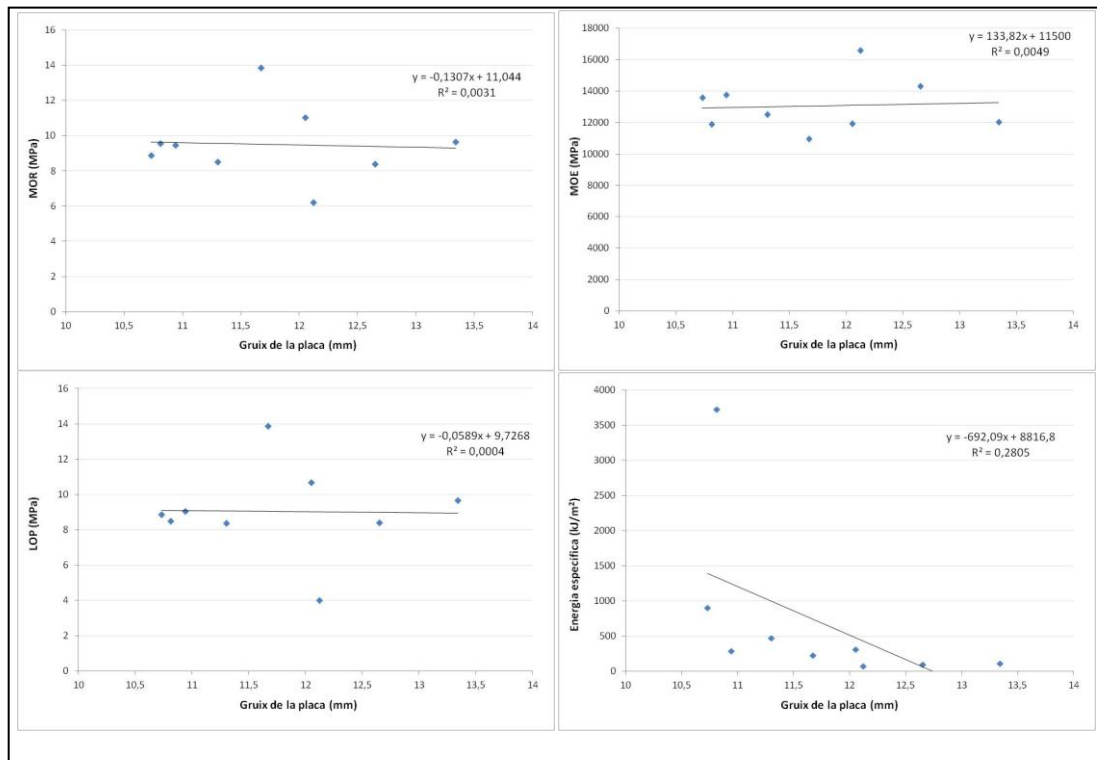 16
14
12
10
8
6
4
2
0
MOR (MPa)
y = -0,1307x + 11,044
R² = 0,0031
10 10,5 11 11,5 12 12,5 13 13,5 14
Gruix de la placa (mm)
18000
16000
14000
12000
10000
8000
6000
4000
2000
0
MOE (MPa)
y = 133,82x + 11500
R² = 0,0049
10 10,5 11 11,5 12 12,5 13 13,5 14
Gruix de la placa (mm)
16
14
12
10
8
6
4
2
0
LOP (MPa)
y = -0,0589x + 9,7268
R² = 0,0004
10 10,5 11 11,5 12 12,5 13 13,5 14
Gruix de la placa (mm)
4000
3500
3000
2500
2000
1500
1000
500
0
Energia específica (kJ/m²)
y = -692,09x + 8816,8
R² = 0,2805
10 10,5 11 11,5 12 12,5 13 13,5 14
Gruix de la placa (mm)